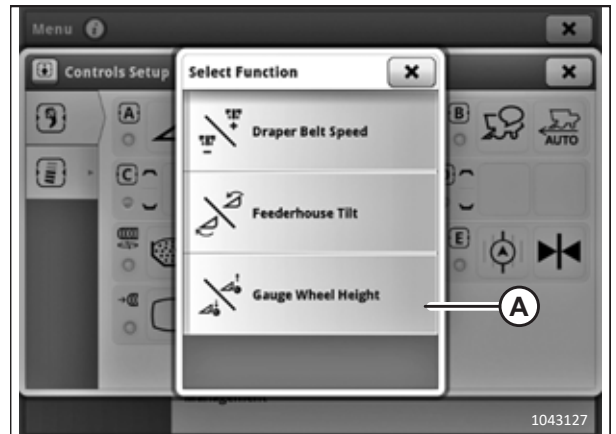 Menu
Controls Setup
Select Function
Draper Belt Speed
Feederhouse Tilt
Gauge Wheel Height
A
B
AUTO
C
E
A
1043127